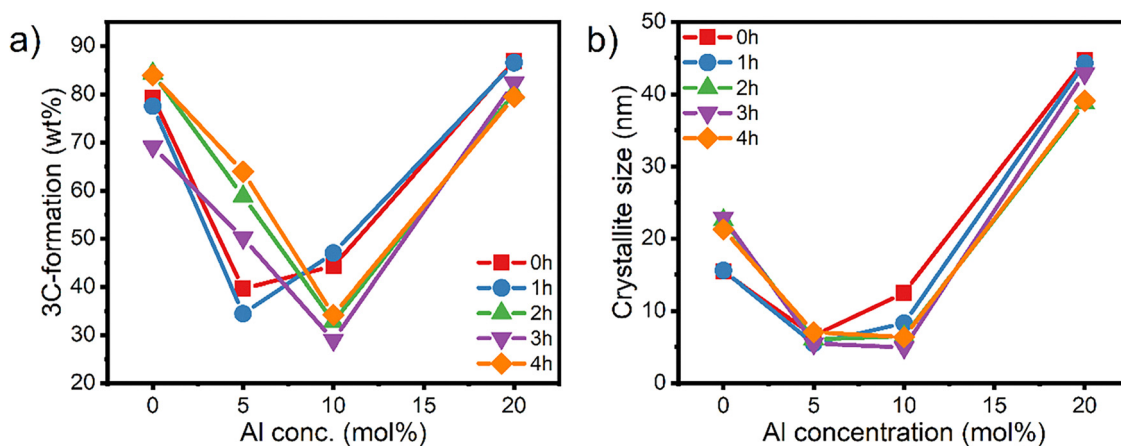 a)
3C-formation (wt%)
90
80
70
60
50
40
30
20
0
5
10
20
Al conc. (mol%)
0h
1h
2h
3h
4h
b)
Crystallite size (nm)
50
40
30
20
10
0
0
5
10
20
Al concentration (mol%)
0h
1h
2h
3h
4h